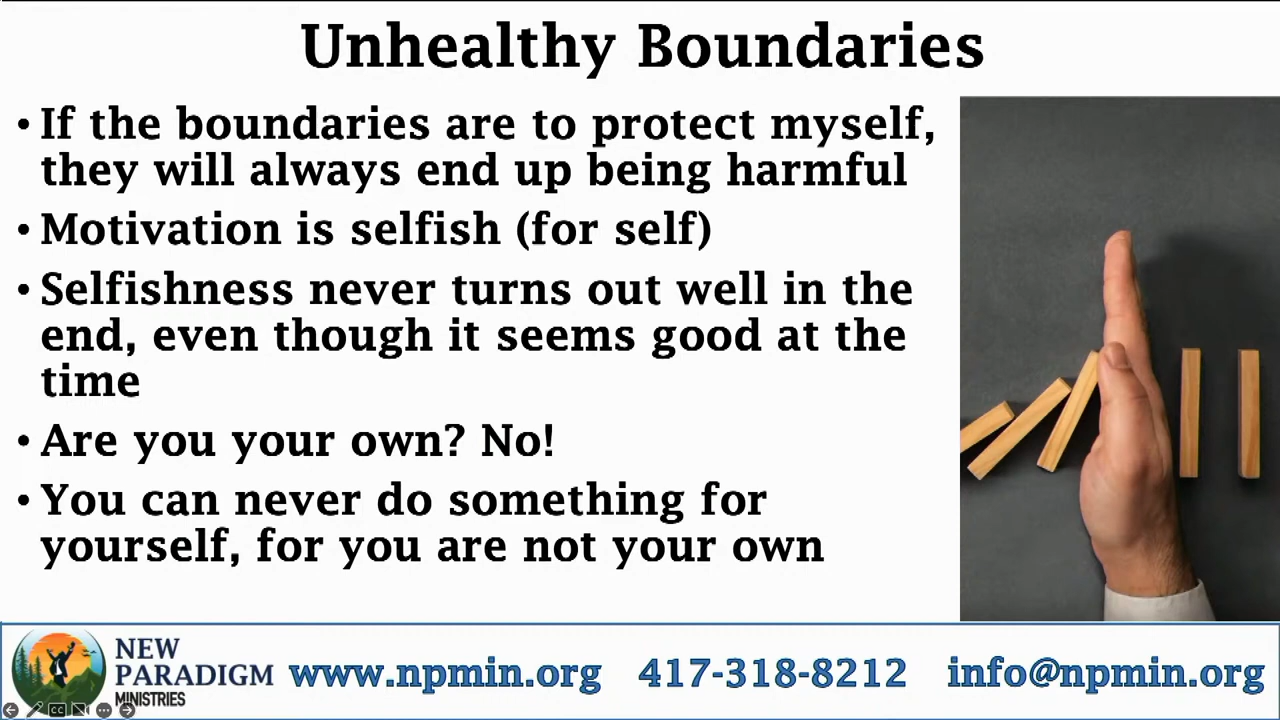 Unhealthy Boundaries
• If the boundaries are to protect myself,
they will always end up being harmful
• Motivation is selfish (for self)
• Selfishness never turns out well in the
end, even though it seems good at the
time
• Are you your own? No!
• You can never do something for
yourself, for you are not your own
NEW
PARADIGM
MINISTRIES
www.npmin.org 417-318-8212 info@npmin.org
CC